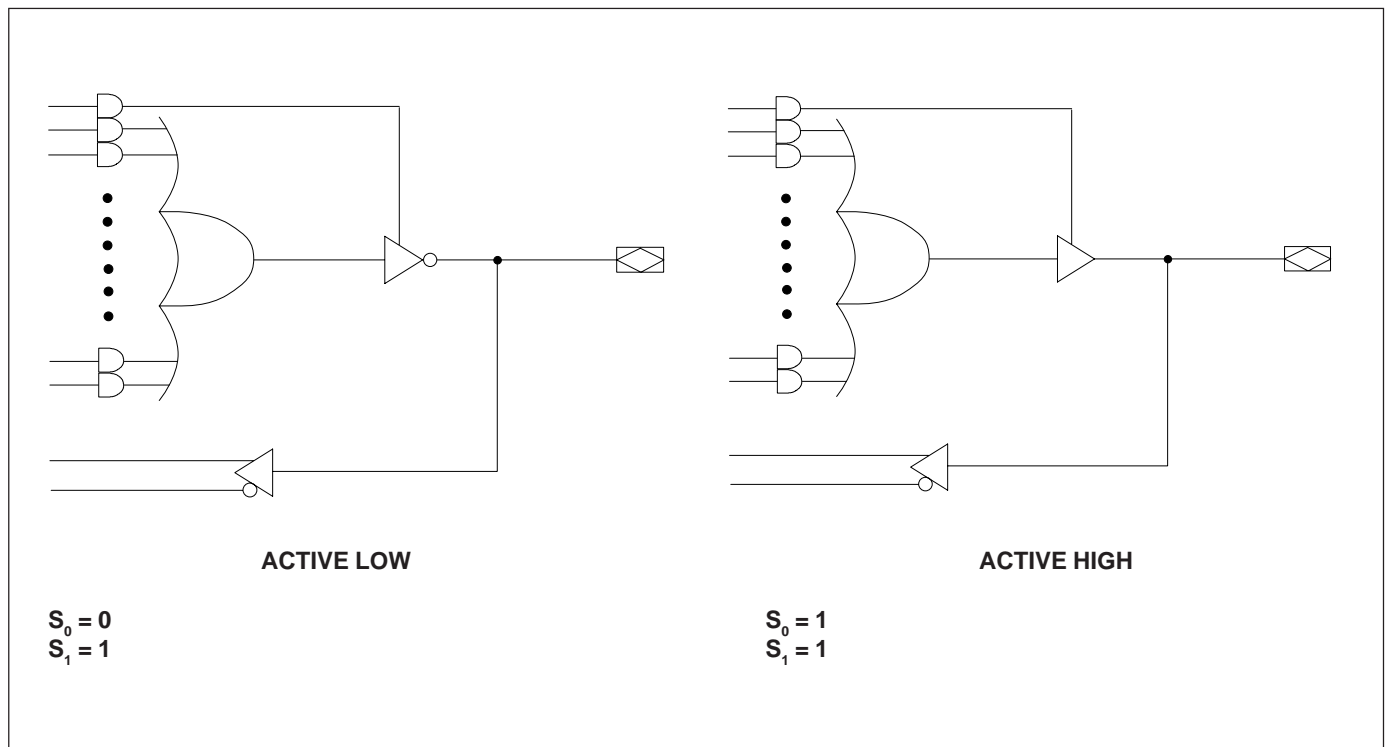 ACTIVE LOW
S0 = 0
S1 = 1
ACTIVE HIGH
S0 = 1
S1 = 1